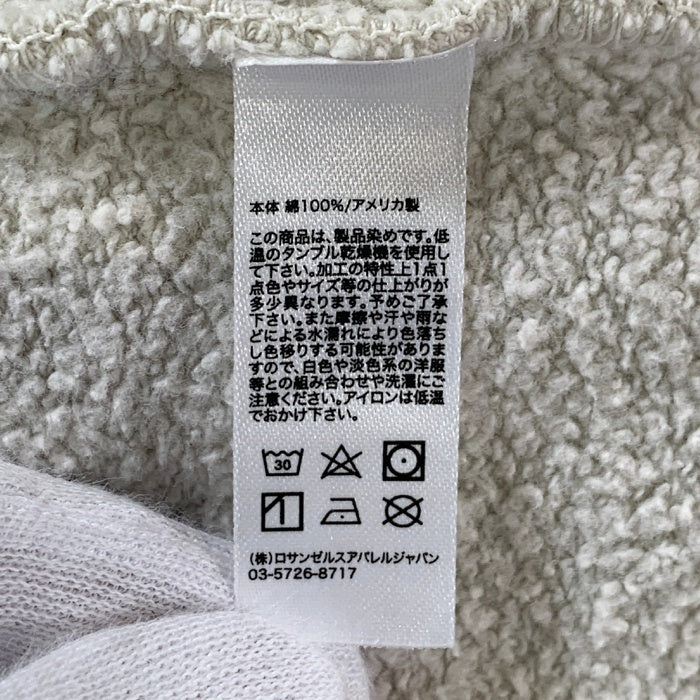 本体 綿100%/アメリカ製
この商品は、製品染めです。低
温のタンブル乾燥機を使用し
て下さい。加工の特性上1点1
点色やサイズ等の仕上がりが
多少異なります。予めご了承
下さい。また摩擦や汗や雨な
どによる水濡れにより色落ち
し色移りする可能性がありま
すので、白色や淡色系の洋服
等との組み合わせや洗濯にご
注意ください。アイロンは低温
でおかけ下さい。
30
(株)ロサンゼルスアパレルジャパン
03-5726-8717